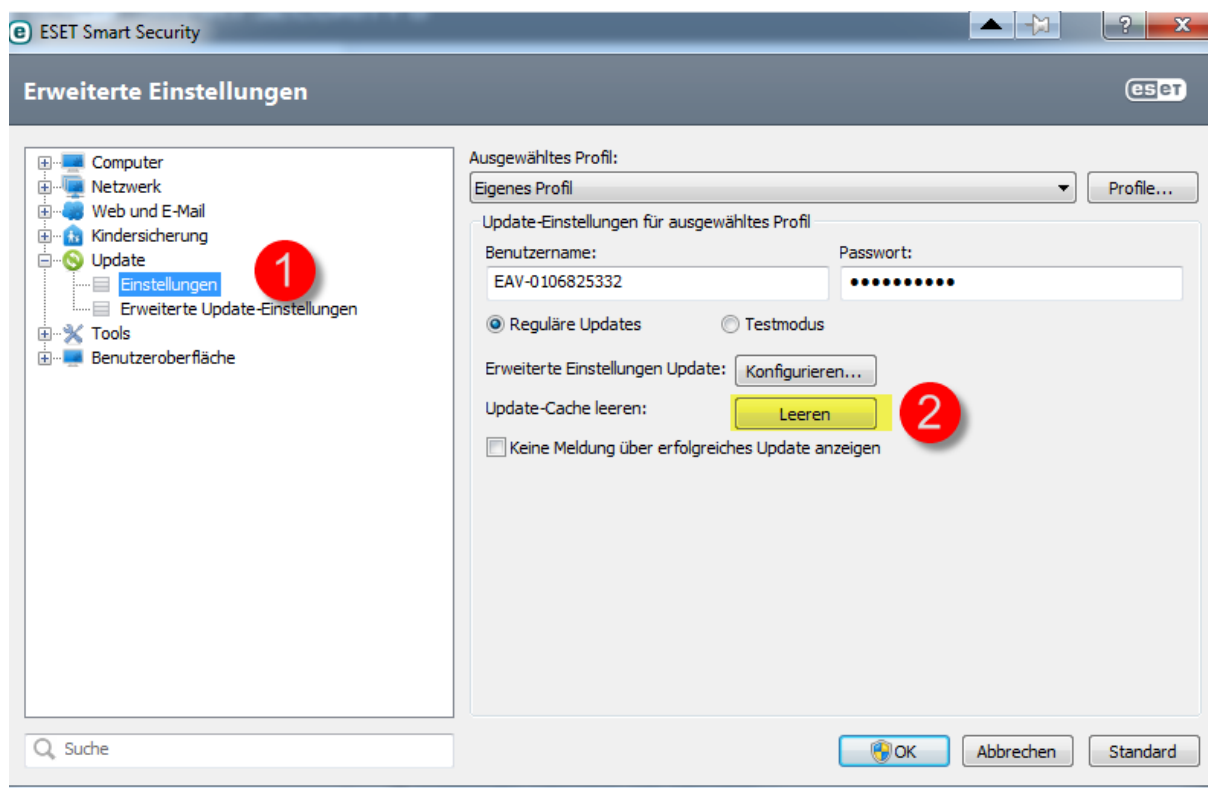 ESET Smart Security
?
X
Erweiterte Einstellungen
eseT
Computer
Netzwerk
Web und E-Mail
Kindersicherung
Update
Einstellungen
1
Erweiterte Update-Einstellungen
Tools
Benutzeroberfläche
Suche
Ausgewähltes Profil:
Eigenes Profil
Profile...
Update-Einstellungen für ausgewähltes Profil
Benutzername: Passwort:
EAV-0106825332 ●●●●●●●●●●
Reguläre Updates Testmodus
Erweiterte Einstellungen Update: Konfigurieren...
Update-Cache leeren: Leeren 2
Keine Meldung über erfolgreiches Update anzeigen
OK Abbrechen Standard